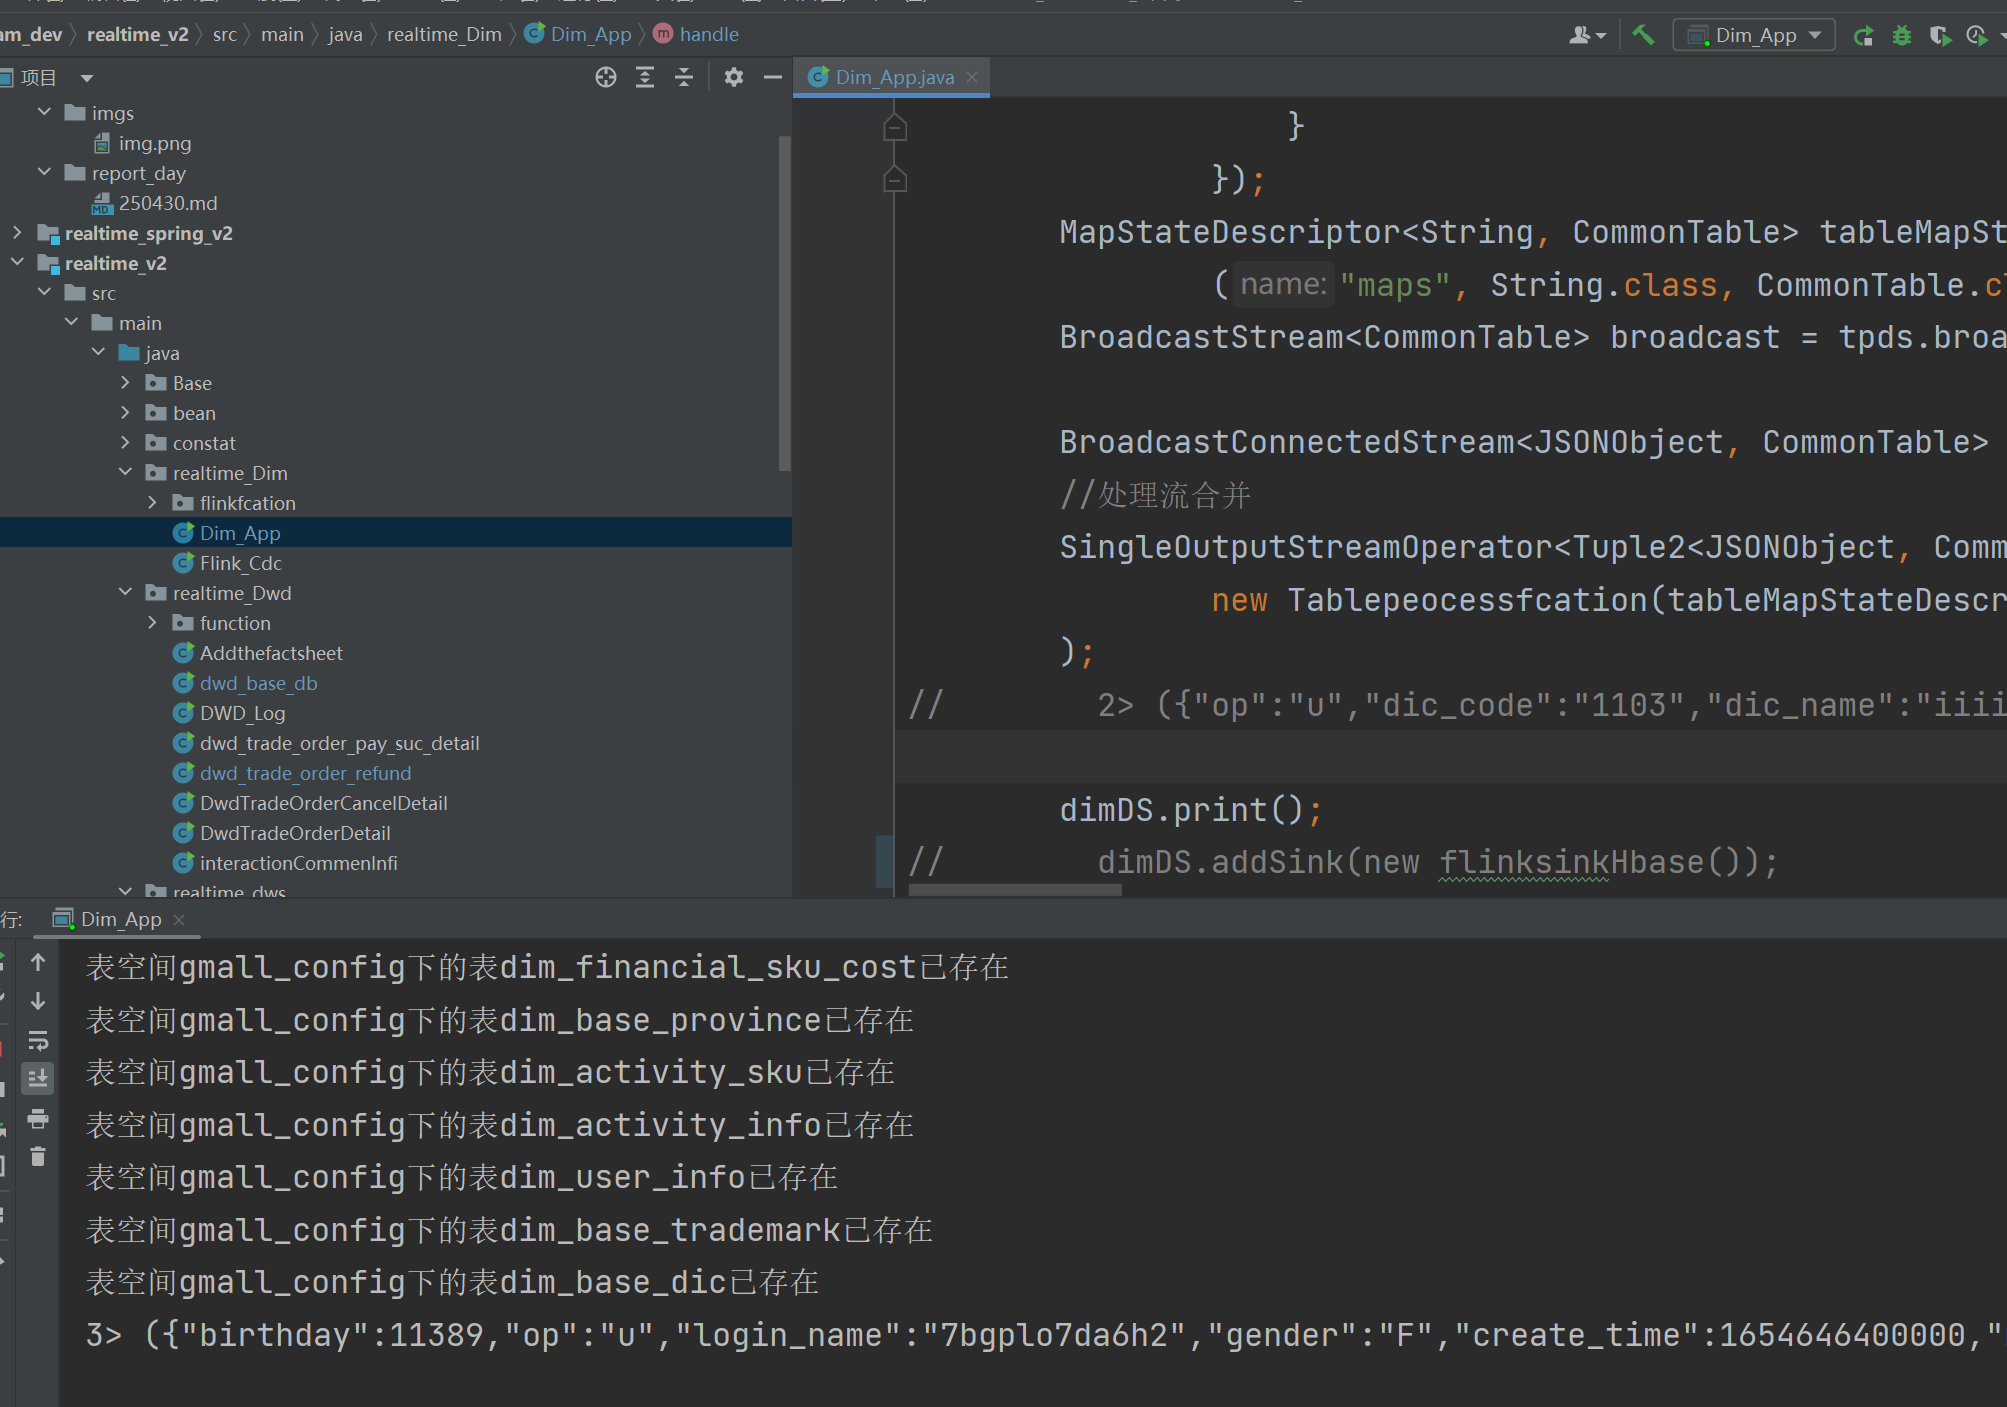 am_dev realtime_v2 src main java realtime_Dim Dim_App handle
Dim_App
项目
Dim_App.java
imgs
img.png
report_day
250430.md
realtime_spring_v2
realtime_v2
src
main
java
Base
bean
constat
realtime_Dim
flinkfcation
Dim_App
Flink_Cdc
realtime_Dwd
function
Addthefactsheet
dwd_base_db
DWD_Log
dwd_trade_order_pay_suc_detail
dwd_trade_order_refund
DwdTradeOrderCancelDetail
DwdTradeOrderDetail
interactionCommenInfi
realtime_dws
}
});
MapStateDescriptor<String, CommonTable> tableMapSt
(name: "maps", String.class, CommonTable.cl
BroadcastStream<CommonTable> broadcast = tpds.broa
BroadcastConnectedStream<JSONObject, CommonTable>
//处理流合并
SingleOutputStreamOperator<Tuple2<JSONObject, Comm
new Tablepeocessfcation(tableMapStateDescr
);
// 2> ({"op":"u","dic_code":"1103","dic_name":"iiii
dimDS.print();
// dimDS.addSink(new flinksinkHbase());
行: Dim_App
表空间gmall_config下的表dim_financial_sku_cost已存在
表空间gmall_config下的表dim_base_province已存在
表空间gmall_config下的表dim_activity_sku已存在
表空间gmall_config下的表dim_activity_info已存在
表空间gmall_config下的表dim_user_info已存在
表空间gmall_config下的表dim_base_trademark已存在
表空间gmall_config下的表dim_base_dic已存在
3> ({"birthday":11389,"op":"u","login_name":"7bgplo7da6h2","gender":"F","create_time":1654646400000,"